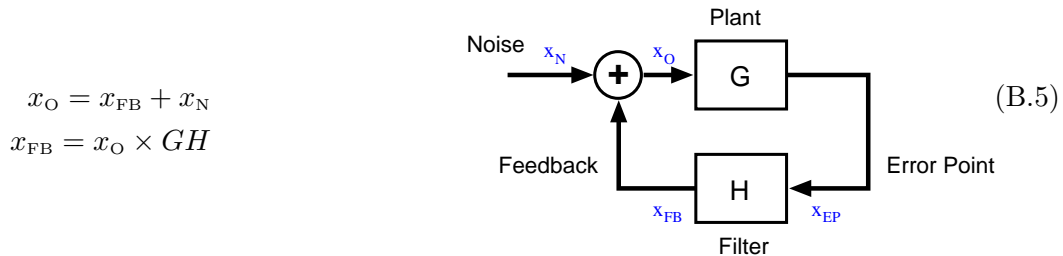 Plant
Noise
x_N
x_O
+
G
x_O = x_FB + x_N
x_FB = x_O × GH
(B.5)
Feedback
H
Error Point
x_FB
x_EP
Filter